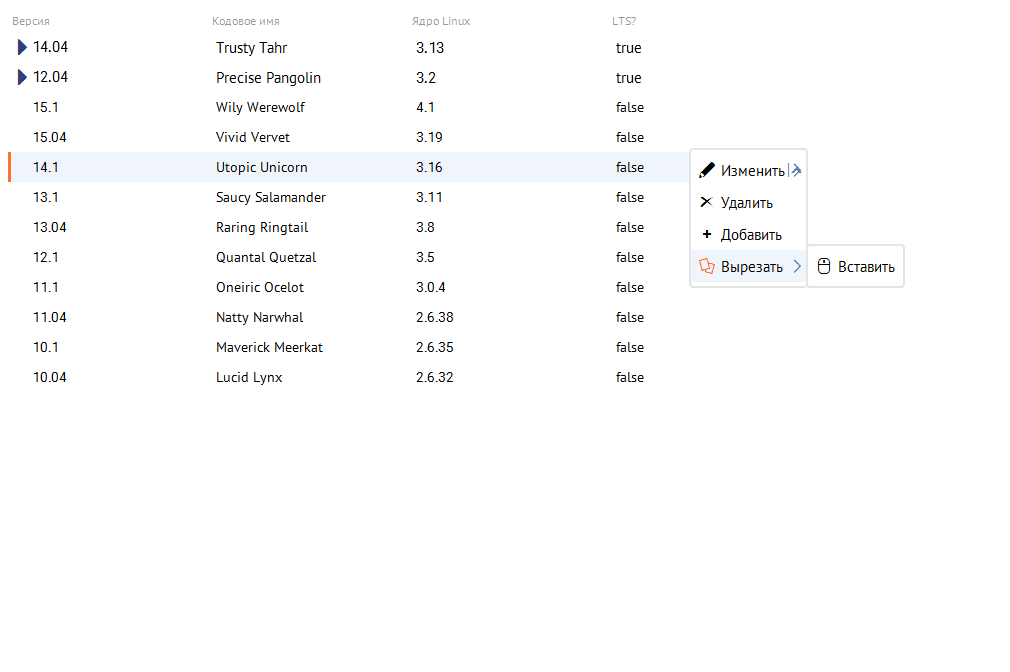 Версия Кодовое имя Ядро Linux LTS?
14.04 Trusty Tahr 3.13 true
12.04 Precise Pangolin 3.2 true
15.1 Wily Werewolf 4.1 false
15.04 Vivid Vervet 3.19 false
14.1 Utopic Unicorn 3.16 false
Изменить
13.1 Saucy Salamander 3.11 false
Удалить
13.04 Raring Ringtail 3.8 false
Добавить
12.1 Quantal Quetzal 3.5 false
Вырезать Вставить
11.1 Oneiric Ocelot 3.0.4 false
11.04 Natty Narwhal 2.6.38 false
10.1 Maverick Meerkat 2.6.35 false
10.04 Lucid Lynx 2.6.32 false